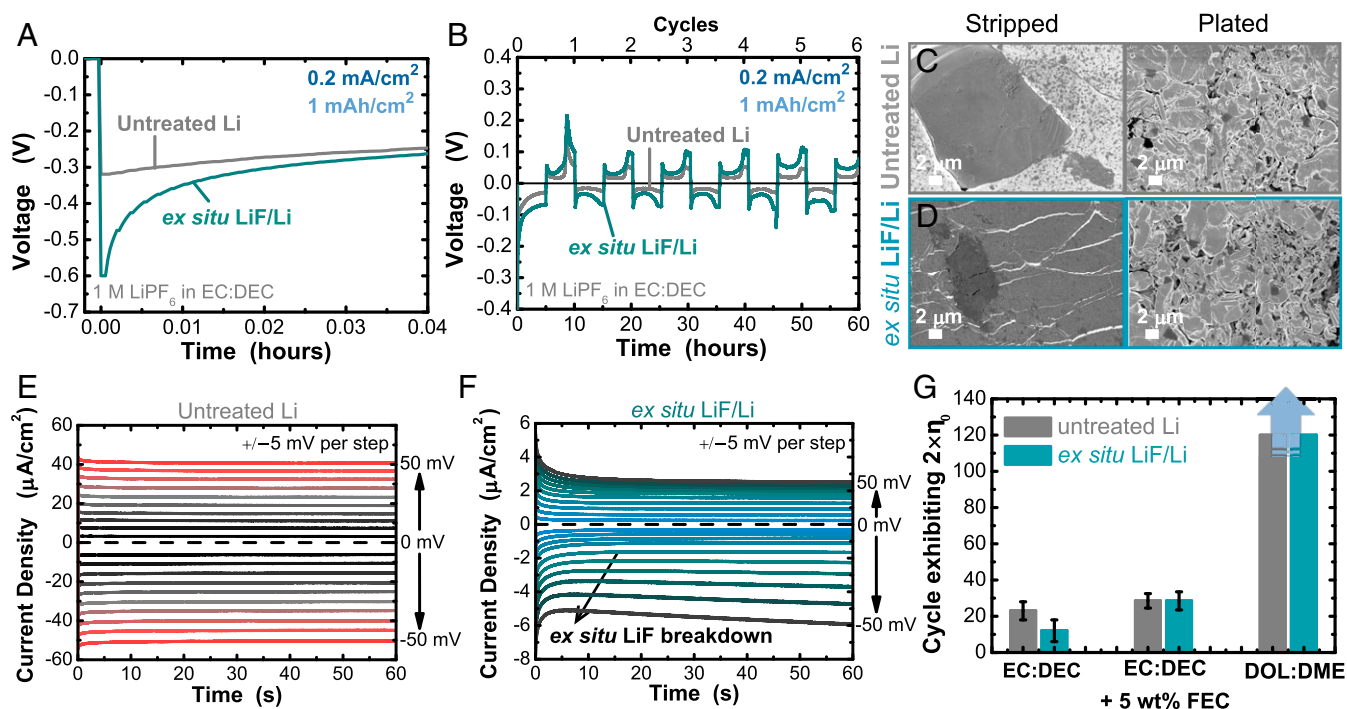 A
0.2 mA/cm²
1 mAh/cm²
Untreated Li
ex situ LiF/Li
1 M LiPF₆ in EC:DEC
Voltage (V)
0.0
-0.1
-0.2
-0.3
-0.4
-0.5
-0.6
-0.7
0.00 0.01 0.02 0.03 0.04
Time (hours)
B
Cycles
0 1 2 3 4 5 6
0.2 mA/cm²
1 mAh/cm²
Untreated Li
ex situ LiF/Li
1 M LiPF₆ in EC:DEC
Voltage (V)
0.4
0.3
0.2
0.1
0.0
-0.1
-0.2
-0.3
-0.4
0 10 20 30 40 50 60
Time (hours)
Stripped Plated
Untreated Li
C
2 μm
2 μm
ex situ LiF/Li
D
2 μm
2 μm
E
Untreated Li
+/−5 mV per step
50 mV
0 mV
-50 mV
Current Density (μA/cm²)
60
40
20
0
-20
-40
-60
0 10 20 30 40 50 60
Time (s)
F
ex situ LiF/Li
+/−5 mV per step
50 mV
0 mV
-50 mV
ex situ LiF breakdown
Current Density (μA/cm²)
6
4
2
0
-2
-4
-6
-8
0 10 20 30 40 50 60
Time (s)
G
untreated Li
ex situ LiF/Li
Cycle exhibiting 2×η₀
140
120
100
80
60
40
20
0
EC:DEC EC:DEC DOL:DME
+ 5 wt% FEC